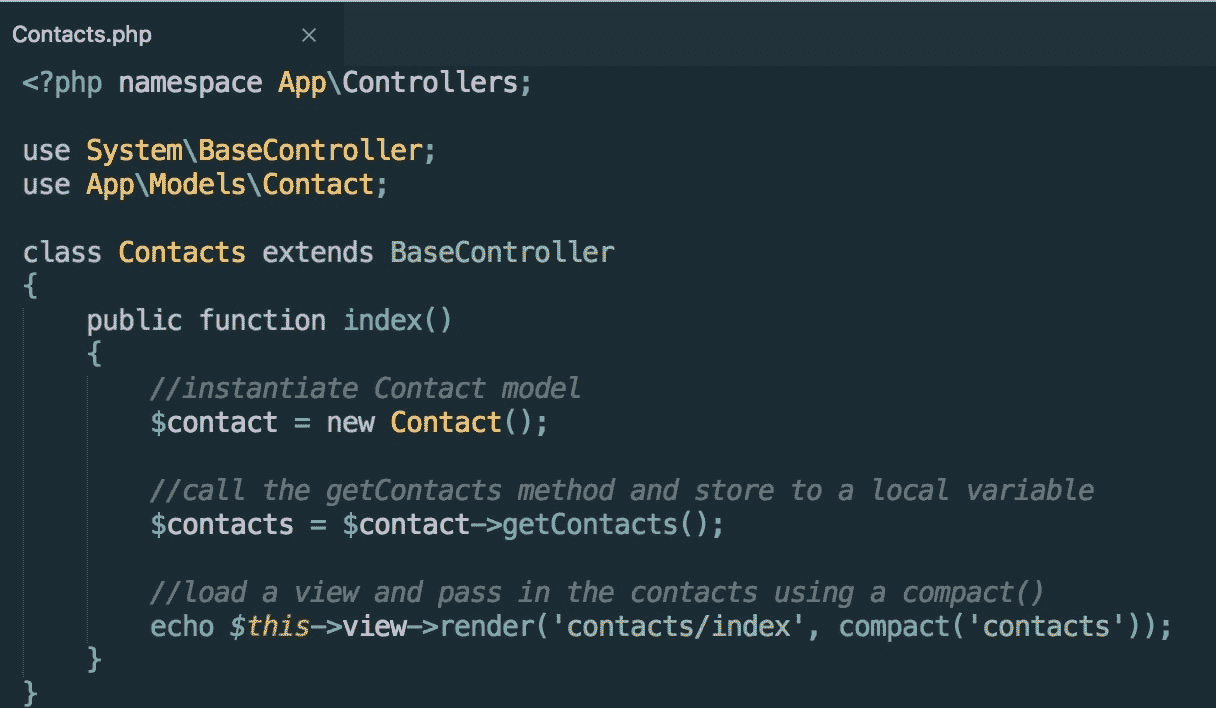 Contacts.php ×
<?php namespace App\Controllers;
use System\BaseController;
use App\Models\Contact;
class Contacts extends BaseController
{
public function index()
{
//instantiate Contact model
$contact = new Contact();
//call the getContacts method and store to a local variable
$contacts = $contact->getContacts();
//load a view and pass in the contacts using a compact()
echo $this->view->render('contacts/index', compact('contacts'));
}
}